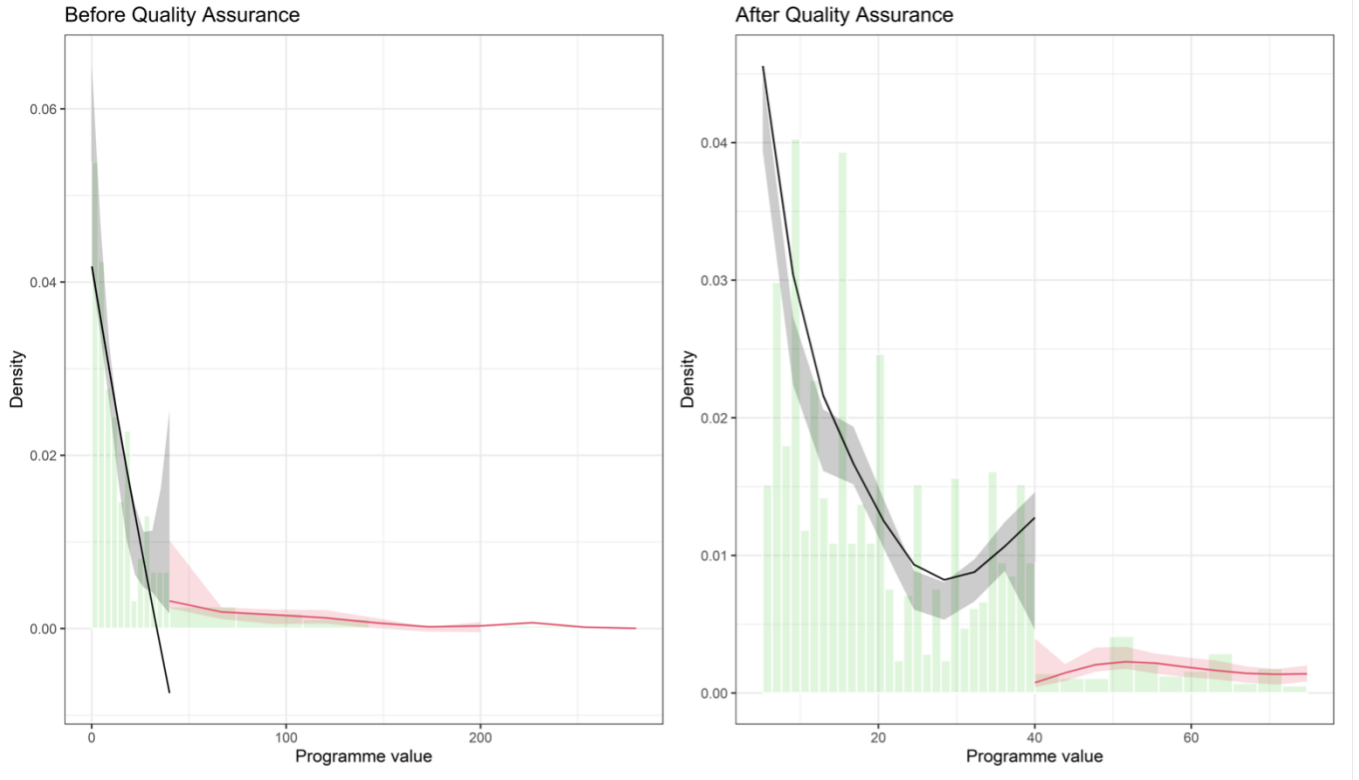 Before Quality Assurance
0.06
0.04
0.02
0.00
Density
0
100
200
Programme value
After Quality Assurance
0.04
0.03
0.02
0.01
0.00
Density
20
40
60
Programme value